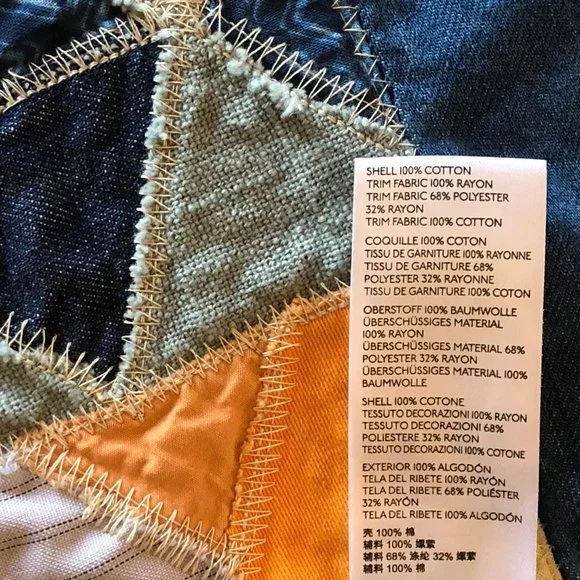 SHELL 100% COTTON
TRIM FABRIC 100% RAYON
TRIM FABRIC 68% POLYESTER
32% RAYON
TRIM FABRIC 100% COTTON
COQUILLE 100% COTON
TISSU DE GARNITURE 100% RAYONNE
TISSU DE GARNITURE 68%
POLYESTER 32% RAYONNE
TISSU DE GARNITURE 100% COTON
OBERSTOFF 100% BAUMWOLLE
ÜBERSCHÜSSIGES MATERIAL
100% RAYON
ÜBERSCHÜSSIGES MATERIAL 68%
POLYESTER 32% RAYON
ÜBERSCHÜSSIGES MATERIAL 100%
BAUMWOLLE
SHELL 100% COTONE
TESSUTO DECORAZIONI 100% RAYON
TESSUTO DECORAZIONI 68%
POLIESTERE 32% RAYON
TESSUTO DECORAZIONI 100% COTONE
EXTERIOR 100% ALGODÓN
TELA DEL RIBETE 100% RAYÓN
TELA DEL RIBETE 68% POLIÉSTER
32% RAYÓN
TELA DEL RIBETE 100% ALGODÓN
壳 100% 棉
辅料 100% 嫘萦
辅料 68% 涤纶 32% 嫘萦
辅料 100% 棉